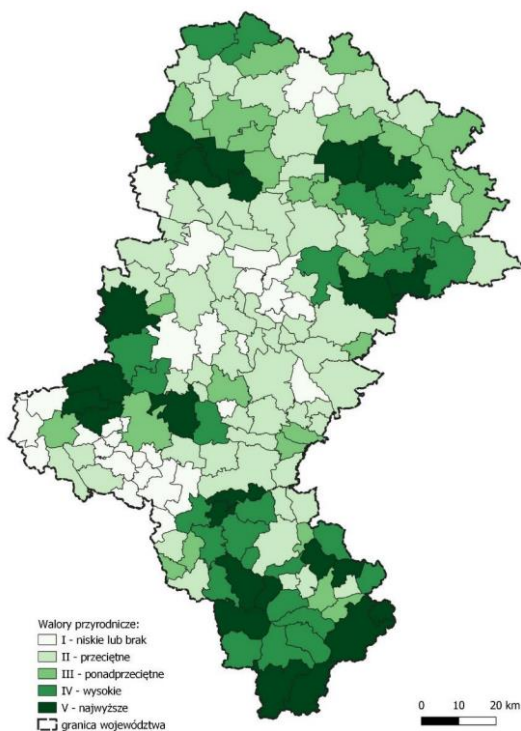 Walory przyrodnicze:
I - niskie lub brak
II - przeciętne
III - ponadprzeciętne
IV - wysokie
V - najwyższe
granica województwa
0 10 20 km